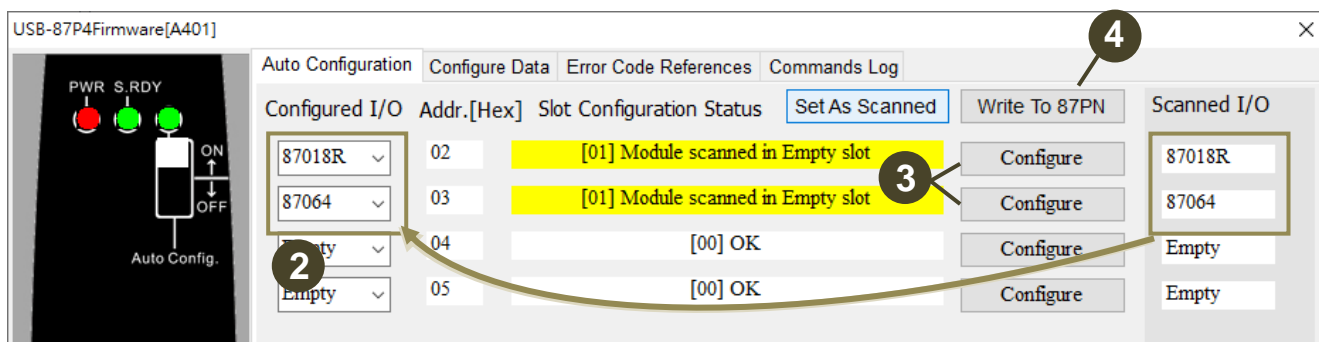 USB-87P4Firmware[A401]
4
Auto Configuration Configure Data Error Code References Commands Log
PWR S.RDY
Configured I/O Addr.[Hex] Slot Configuration Status Set As Scanned Write To 87PN Scanned I/O
ON
OFF
Auto Config.
87018R 02 [01] Module scanned in Empty slot Configure 87018R
3
87064 03 [01] Module scanned in Empty slot Configure 87064
Empty 04 [00] OK Configure Empty
2
Empty 05 [00] OK Configure Empty